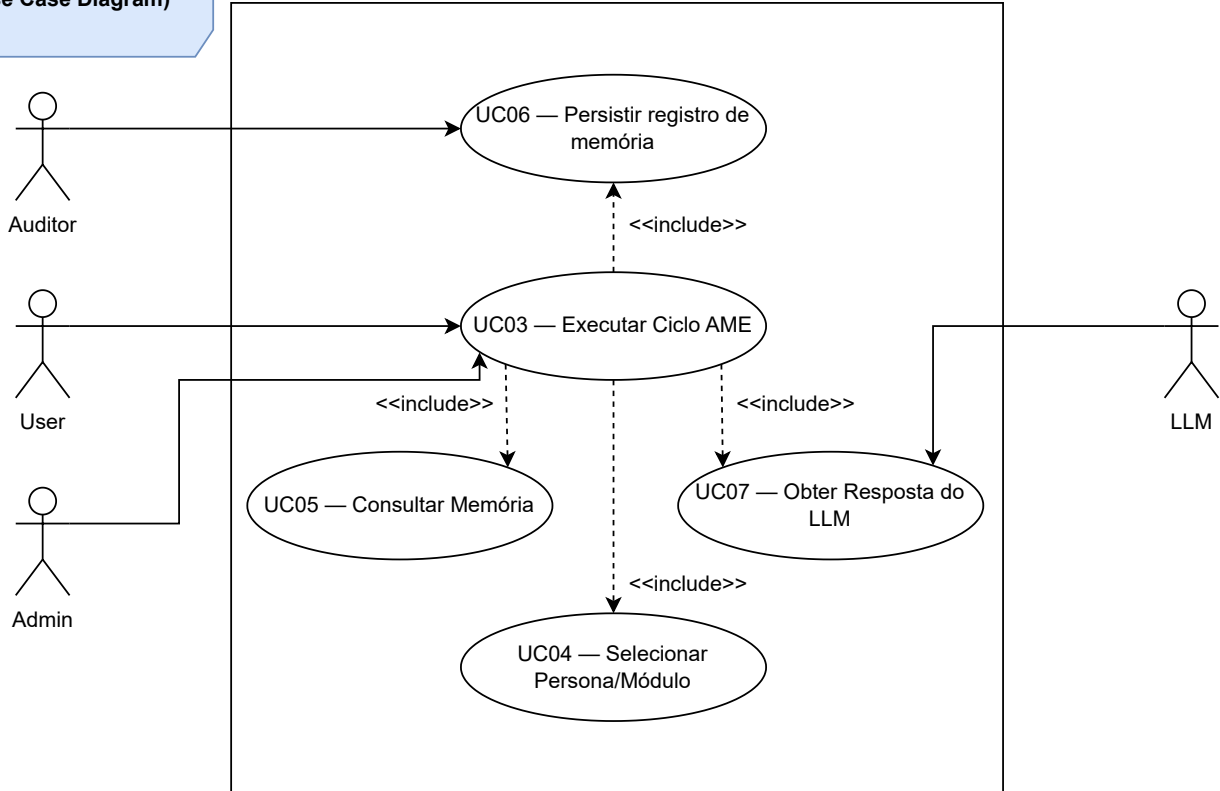 Case Diagram)
UC06 — Persistir registro de
memória
Auditor
<<include>>
UC03 — Executar Ciclo AME
User
<<include>>
<<include>>
LLM
UC05 — Consultar Memória
UC07 — Obter Resposta do
LLM
Admin
<<include>>
UC04 — Selecionar
Persona/Módulo